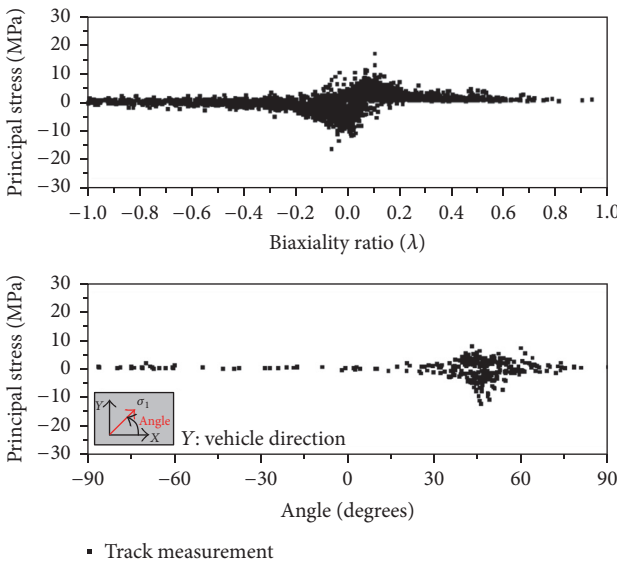 Principal stress (MPa)
30
20
10
0
−10
−20
−30
−1.0 −0.8 −0.6 −0.4 −0.2 0.0 0.2 0.4 0.6 0.8 1.0
Biaxiality ratio (λ)
Principal stress (MPa)
30
20
10
0
−10
−20
−30
Y σ₁
Angle
X
Y: vehicle direction
−90 −60 −30 0 30 60 90
Angle (degrees)
Track measurement